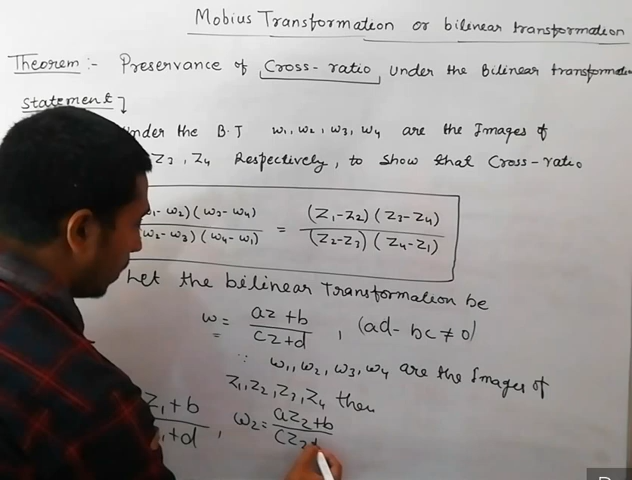 Mobius Transformation or bilinear transformation
Theorem :- Preservance of Cross-ratio under the Bilinear transformation
Statement
Under the B.T w₁, w₂, w₃, w₄ are the Images of
Z₃, Z₄ Respectively, to show that Cross-ratio
(w₁-w₂)(w₃-w₄) / (w₂-w₃)(w₄-w₁) = (Z₁-Z₂)(Z₃-Z₄) / (Z₂-Z₃)(Z₄-Z₁)
Let the bilinear Transformation be
w = az+b / cz+d , (ad-bc≠0)
∵ w₁, w₂, w₃, w₄ are the Images of
Z₁, Z₂, Z₃, Z₄ then
Z₁+b / +d , w₂ = aZ₂+b / cZ₂+